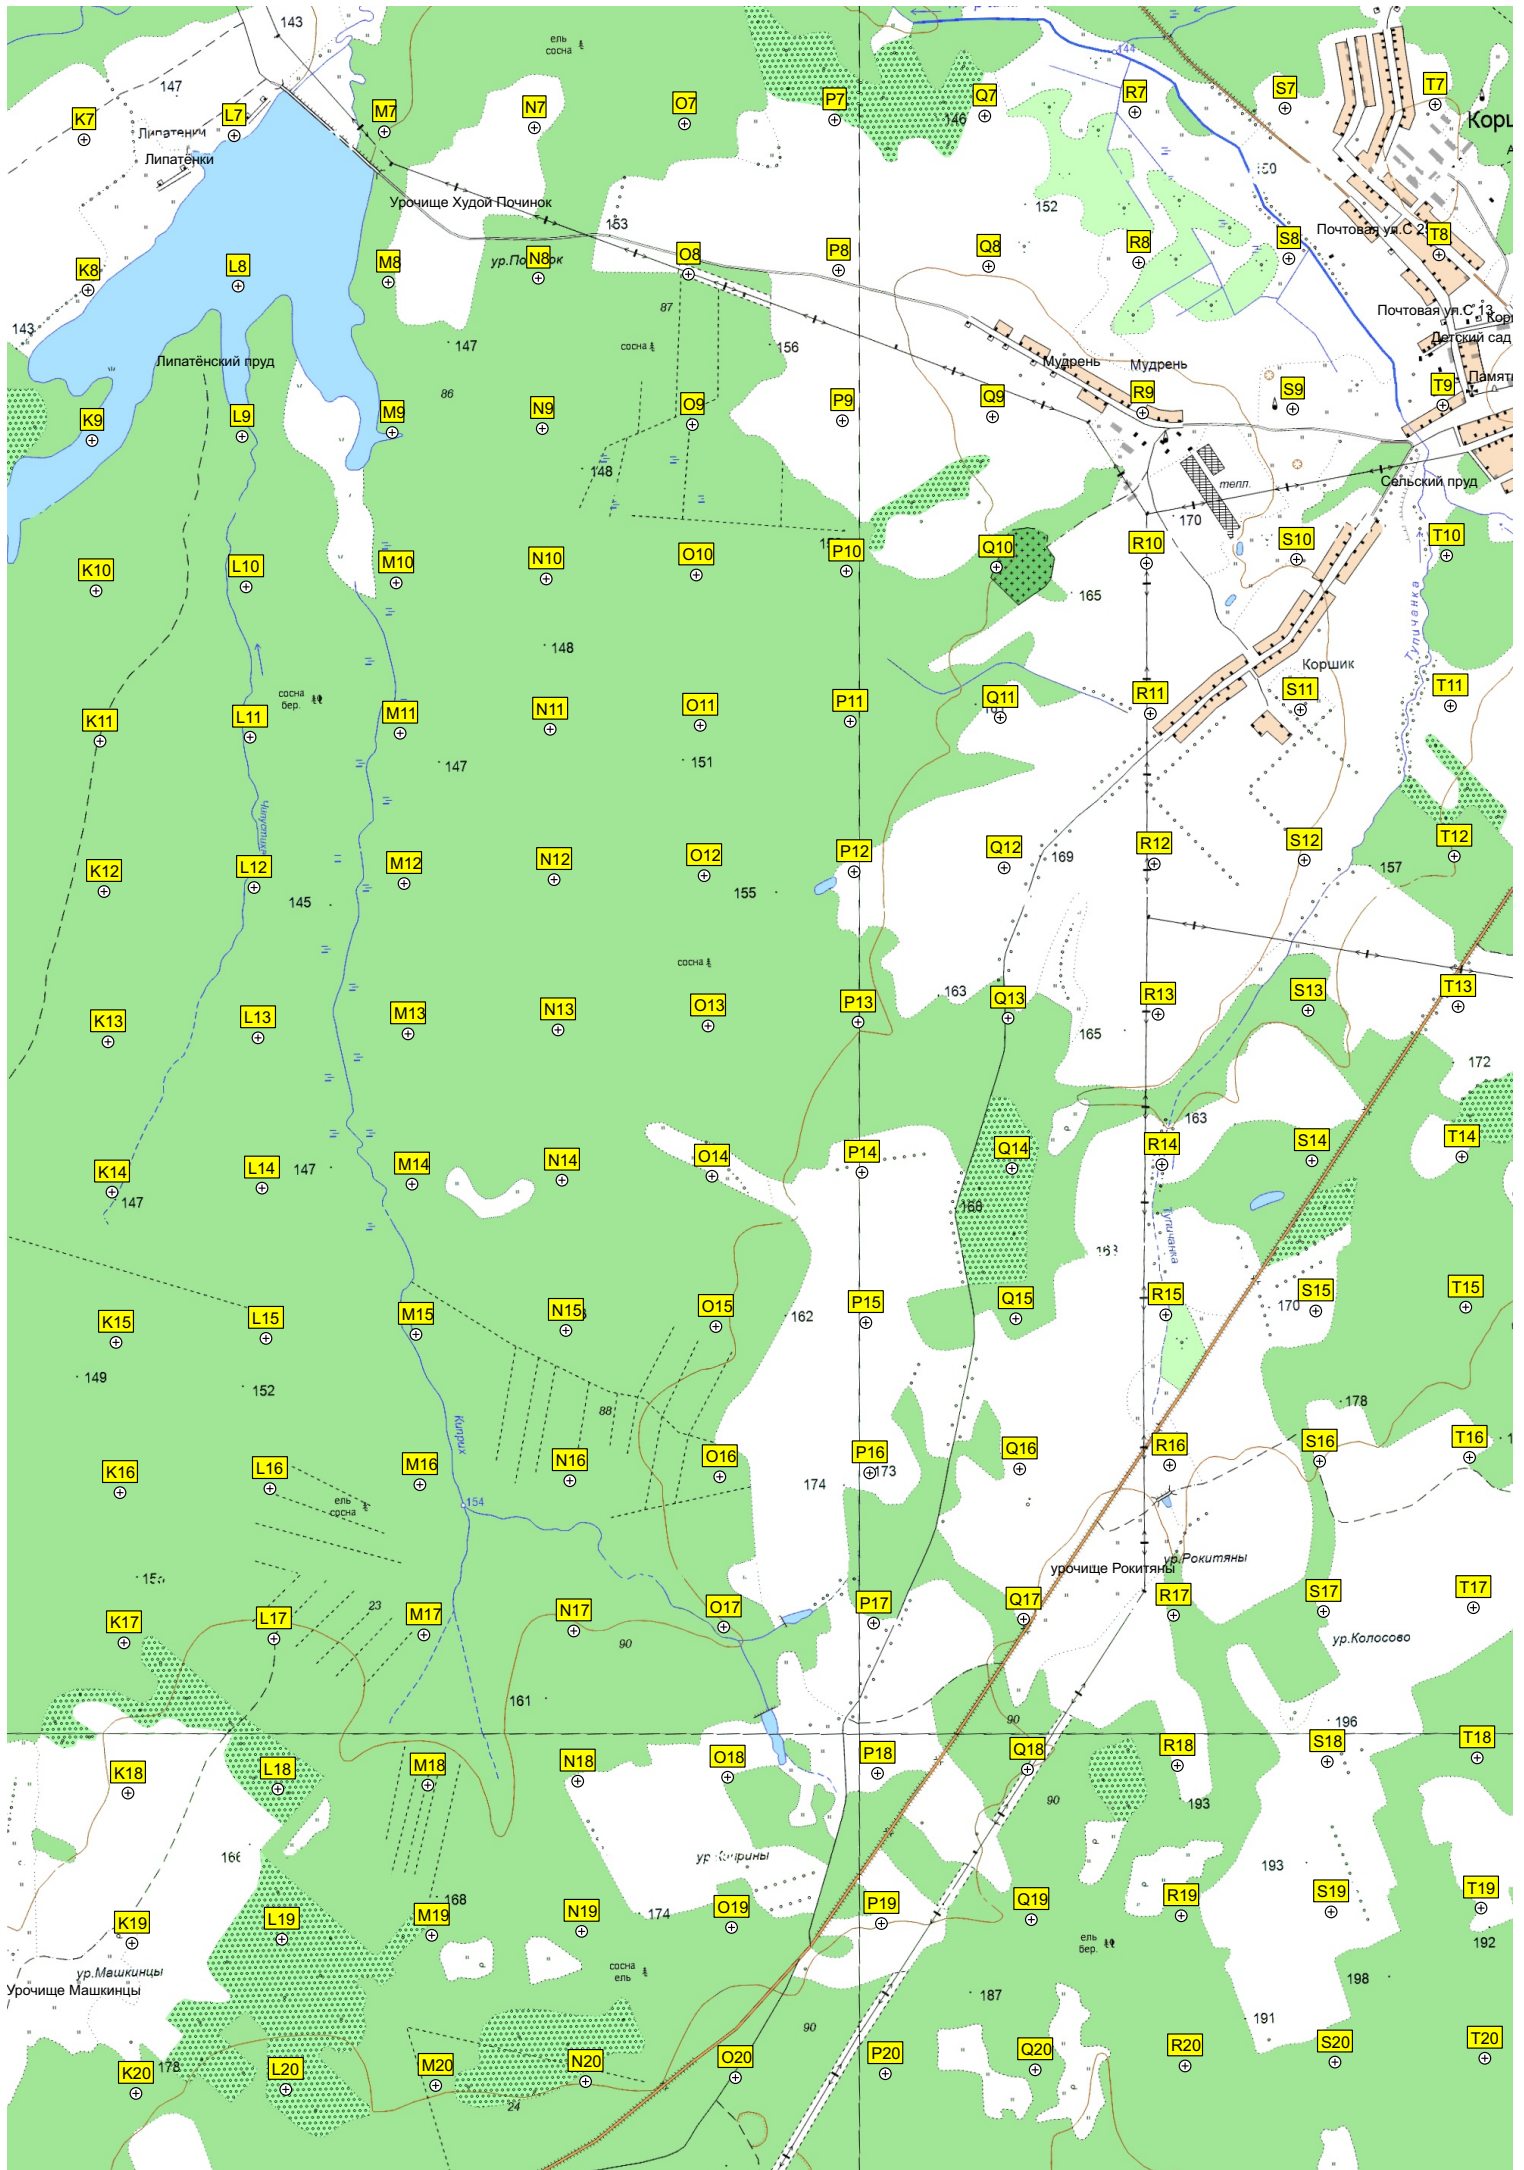 143
ель
сосна
144
147
K7
L7
M7
N7
O7
P7
Q7
R7
S7
T7
146
Липатенки
Липатёнки
Урочище Худой Починок
153
152
Почтовая ул.С 2
K8
L8
M8
N8
O8
P8
Q8
R8
S8
T8
87
143
147
сосна
156
Почтовая ул.С 13
Детский сад
Липатёнский пруд
Мудрень
Мудрень
86
K9
L9
M9
N9
O9
P9
Q9
R9
S9
T9
148
тепл.
Сельский пруд
170
K10
L10
M10
N10
O10
P10
Q10
R10
S10
T10
165
Тупичанка
148
Коршик
сосна
бер.
K11
L11
M11
N11
O11
P11
Q11
R11
S11
T11
147
151
K12
L12
M12
N12
O12
P12
Q12
R12
S12
T12
169
157
145
155
сосна
163
K13
L13
M13
N13
O13
P13
Q13
R13
S13
T13
165
172
163
K14
L14
M14
N14
O14
P14
Q14
R14
S14
T14
147
147
168
Тупичанка
K15
L15
M15
N15
O15
P15
Q15
R15
S15
T15
162
170
149
152
88
178
Киприх
K16
L16
M16
N16
O16
P16
Q16
R16
S16
T16
174
173
ель
сосна
154
ур.Рокитяны
урочище Рокитяны
23
K17
L17
M17
N17
O17
P17
Q17
R17
S17
T17
90
ур.Колосово
161
90
196
K18
L18
M18
N18
O18
P18
Q18
R18
S18
T18
90
193
166
193
168
174
K19
L19
M19
N19
O19
P19
Q19
R19
S19
T19
ель
бер.
192
ур.Машкинцы
Урочище Машкинцы
сосна
ель
187
198
191
90
178
K20
L20
M20
N20
O20
P20
Q20
R20
S20
T20
24